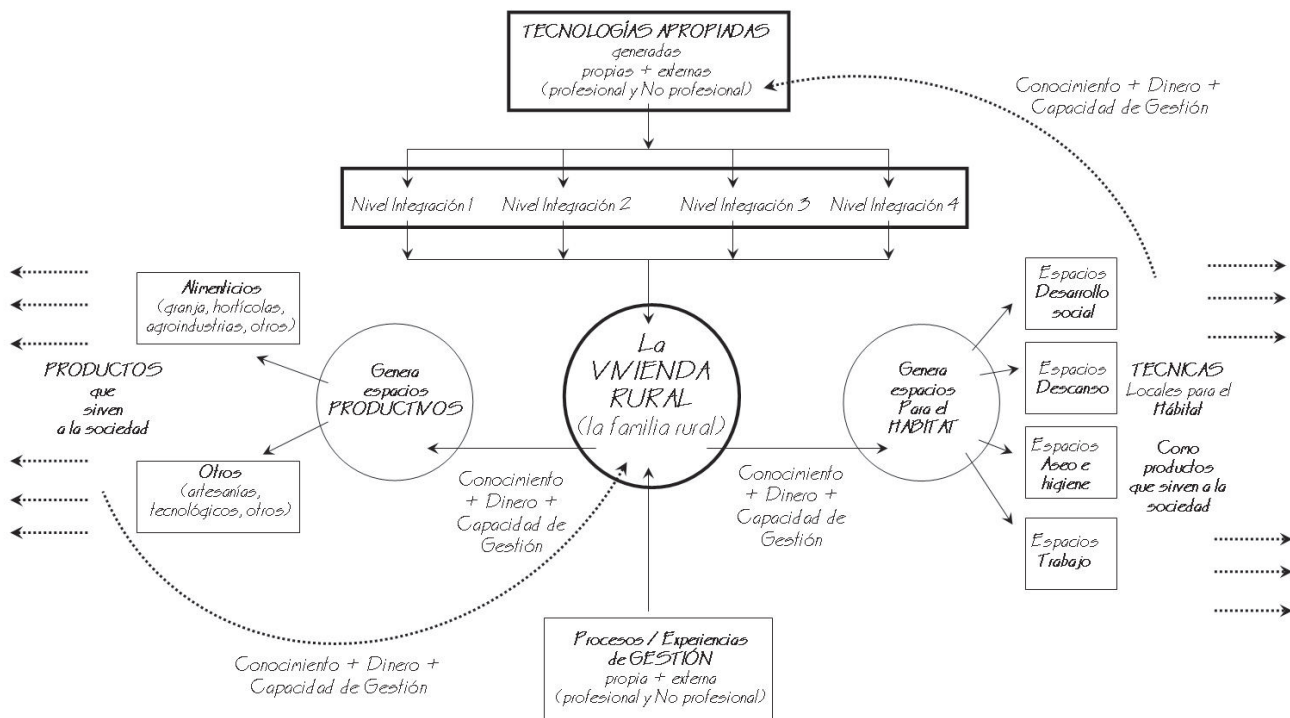 TECNOLOGÍAS APROPIADAS
generadas
propias + externas
(profesional y No profesional)
Conocimiento + Dinero +
Capacidad de Gestión
Nivel Integración 1
Nivel Integración 2
Nivel Integración 3
Nivel Integración 4
Alimenticios
(granja, hortícolas,
agroindustrias, otros)
PRODUCTOS
que
sirven
a la sociedad
Otros
(artesanías,
tecnológicos, otros)
Genera
espacios
PRODUCTIVOS
La
VIVIENDA
RURAL
(la familia rural)
Conocimiento
+ Dinero +
Capacidad de
Gestión
Conocimiento
+ Dinero +
Capacidad de
Gestión
Genera
espacios
Para el
HABITAT
Espacios
Desarrollo
social
Espacios
Descanso
Espacios
Aseo e
higiene
Espacios
Trabajo
TECNICAS
Locales para el
Hábitat
Como
productos
que sirven a la
sociedad
Conocimiento + Dinero +
Capacidad de Gestión
Procesos / Experiencias
de GESTIÓN
propia + externa
(profesional y No profesional)